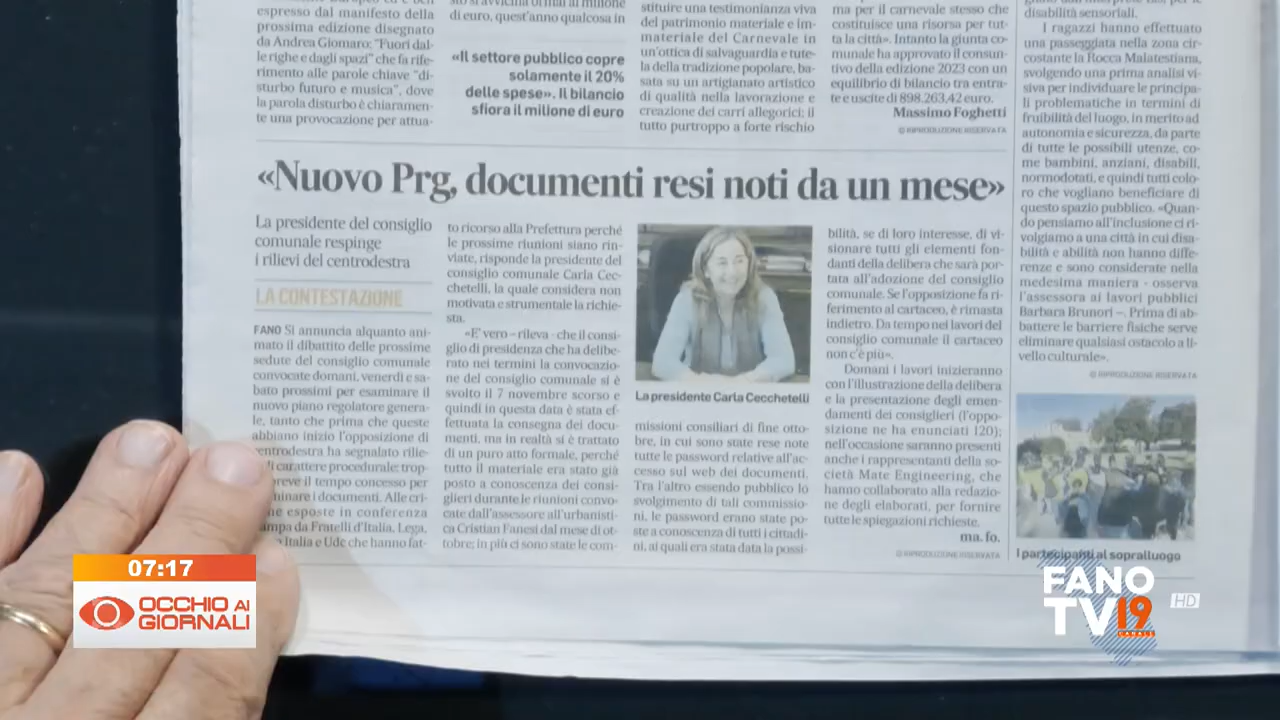 espresso dal manifesto della
prossima edizione disegnato
da Andrea Giomaro: "Fuori dal-
le righe e dagli spazi" che fa rife-
rimento alle parole chiave "di-
sturbo futuro e musica", dove
la parola disturbo è chiaramen-
te una provocazione per attua-
di euro, quest'anno qualcosa in
«Il settore pubblico copre
solamente il 20%
delle spese». Il bilancio
sfiora il milione di euro
stituire una testimonianza viva
del patrimonio materiale e im-
materiale del Carnevale in
un'ottica di salvaguardia e tute-
la della tradizione popolare, ba-
sata su un artigianato artistico
di qualità nella lavorazione e
creazione dei carri allegorici; il
tutto purtroppo a forte rischio
ma per il carnevale stesso che
costituisce una risorsa per tut-
ta la città». Intanto la giunta co-
munale ha approvato il consun-
tivo della edizione 2023 con un
equilibrio di bilancio tra entra-
te e uscite di 898.263,42 euro.
Massimo Foghetti
© RIPRODUZIONE RISERVATA
disabilità sensoriali.
I ragazzi hanno effettuato
una passeggiata nella zona cir-
costante la Rocca Malatestiana,
svolgendo una prima analisi vi-
siva per individuare le principa-
li problematiche in termini di
fruibilità del luogo, in merito ad
autonomia e sicurezza, da parte
di tutte le possibili utenze, co-
me bambini, anziani, disabili,
normodotati, e quindi tutti colo-
ro che vogliano beneficiare di
questo spazio pubblico. «Quan-
do pensiamo all'inclusione ci ri-
volgiamo a una città in cui disa-
bilità e abilità non hanno diffe-
renze e sono considerate nella
medesima maniera - osserva
l'assessora ai lavori pubblici
Barbara Brunori –. Prima di ab-
battere le barriere fisiche serve
eliminare qualsiasi ostacolo a li-
vello culturale».
© RIPRODUZIONE RISERVATA
«Nuovo Prg, documenti resi noti da un mese»
La presidente del consiglio
comunale respinge
i rilievi del centrodestra
LA CONTESTAZIONE
FANO Si annuncia alquanto ani-
mato il dibattito delle prossime
sedute del consiglio comunale
convocate domani, venerdì e sa-
bato prossimi per esaminare il
nuovo piano regolatore genera-
le, tanto che prima che queste
abbiano inizio l'opposizione di
centrodestra ha segnalato rilie-
di carattere procedurale: trop-
breve il tempo concesso per
minare i documenti. Alle cri-
ne esposte in conferenza
ampa da Fratelli d'Italia, Lega,
Italia e Udc che hanno fat-
to ricorso alla Prefettura perché
le prossime riunioni siano rin-
viate, risponde la presidente del
consiglio comunale Carla Cec-
chetelli, la quale considera non
motivata e strumentale la richie-
sta.
«E' vero – rileva - che il consi-
glio di presidenza che ha delibe-
rato nei termini la convocazio-
ne del consiglio comunale si è
svolto il 7 novembre scorso e
quindi in questa data è stata ef-
fettuata la consegna dei docu-
menti, ma in realtà si è trattato
di un puro atto formale, perché
tutto il materiale era stato già
posto a conoscenza dei consi-
glieri durante le riunioni convo-
cate dall'assessore all'urbanisti-
ca Cristian Fanesi dal mese di ot-
tobre; in più ci sono state le com-
La presidente Carla Cecchetelli
missioni consiliari di fine otto-
bre, in cui sono state rese note
tutte le password relative all'ac-
cesso sul web dei documenti.
Tra l'altro essendo pubblico lo
svolgimento di tali commissio-
ni, le password erano state po-
ste a conoscenza di tutti i cittadi-
ni, ai quali era stata data la possi-
bilità, se di loro interesse, di vi-
sionare tutti gli elementi fon-
danti della delibera che sarà por-
tata all'adozione del consiglio
comunale. Se l'opposizione fa ri-
ferimento al cartaceo, è rimasta
indietro. Da tempo nei lavori del
consiglio comunale il cartaceo
non c'è più».
Domani i lavori inizieranno
con l'illustrazione della delibera
e la presentazione degli emen-
damenti dei consiglieri (l'oppo-
sizione ne ha enunciati 120);
nell'occasione saranno presenti
anche i rappresentanti della so-
cietà Mate Engineering, che
hanno collaborato alla redazio-
ne degli elaborati, per fornire
tutte le spiegazioni richieste.
ma. fo.
© RIPRODUZIONE RISERVATA
I partecipanti al sopralluogo
07:17
OCCHIO AI
GIORNALI
FANO
TV 19
CANALE
HD